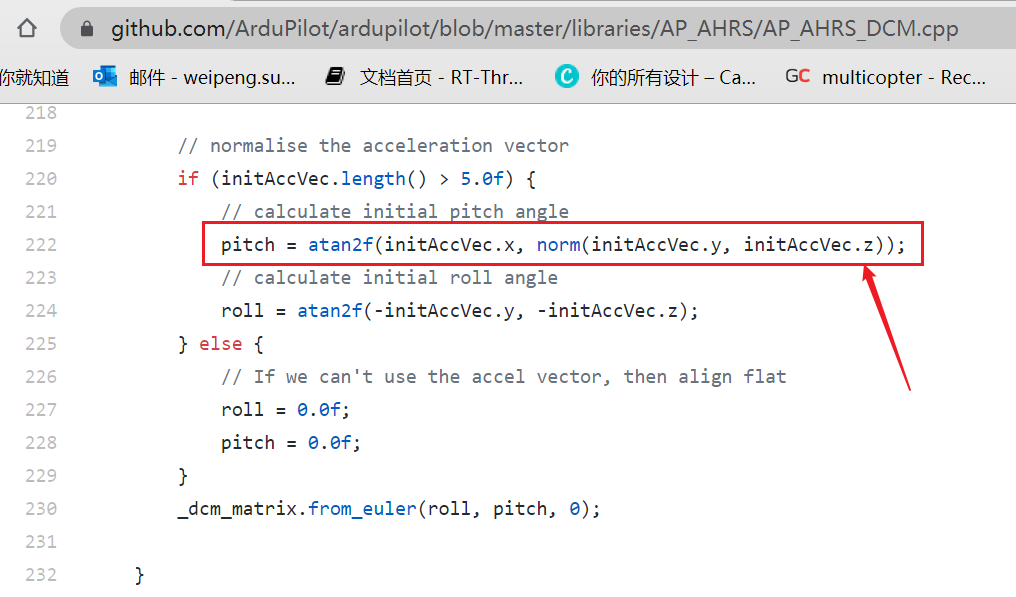 github.com/ArduPilot/ardupilot/blob/master/libraries/AP_AHRS/AP_AHRS_DCM.cpp
你就知道 邮件 - weipeng.su... 文档首页 - RT-Thr... C 你的所有设计 – Ca... GC multicopter - Rec...
218
219 // normalise the acceleration vector
220 if (initAccVec.length() > 5.0f) {
221 // calculate initial pitch angle
222 pitch = atan2f(initAccVec.x, norm(initAccVec.y, initAccVec.z));
223 // calculate initial roll angle
224 roll = atan2f(-initAccVec.y, -initAccVec.z);
225 } else {
226 // If we can't use the accel vector, then align flat
227 roll = 0.0f;
228 pitch = 0.0f;
229 }
230 _dcm_matrix.from_euler(roll, pitch, 0);
231
232 }